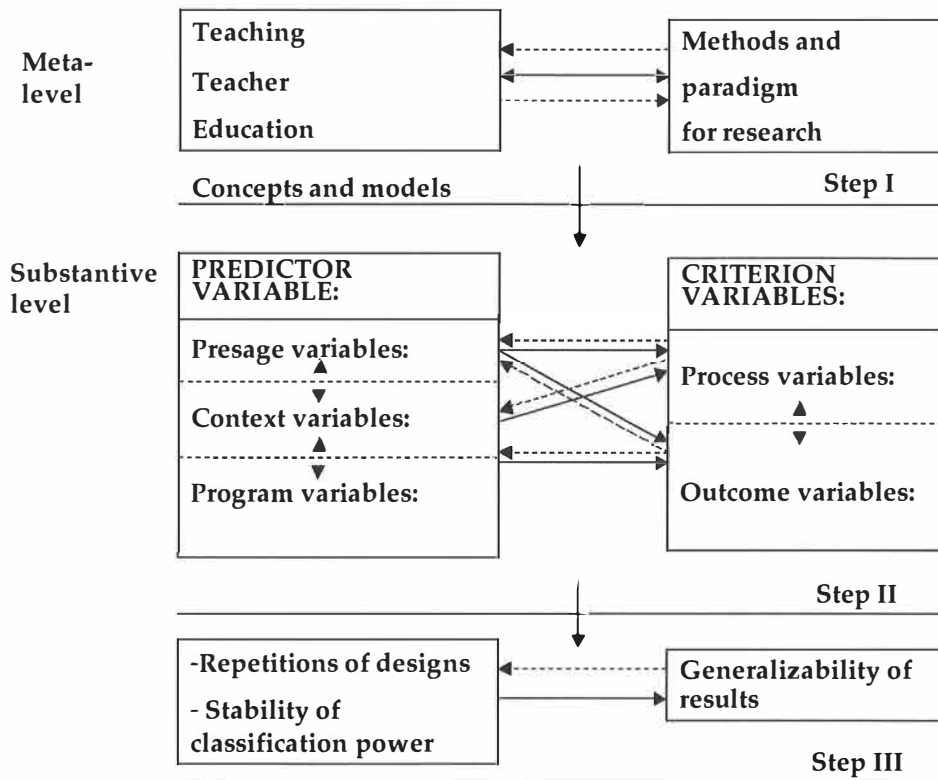 Meta-
level
Teaching
Teacher
Education
Methods and
paradigm
for research
Concepts and models
Step I
Substantive
level
PREDICTOR
VARIABLE:
Presage variables:
Context variables:
Program variables:
CRITERION
VARIABLES:
Process variables:
Outcome variables:
Step II
-Repetitions of designs
- Stability of
classification power
Generalizability of
results
Step III